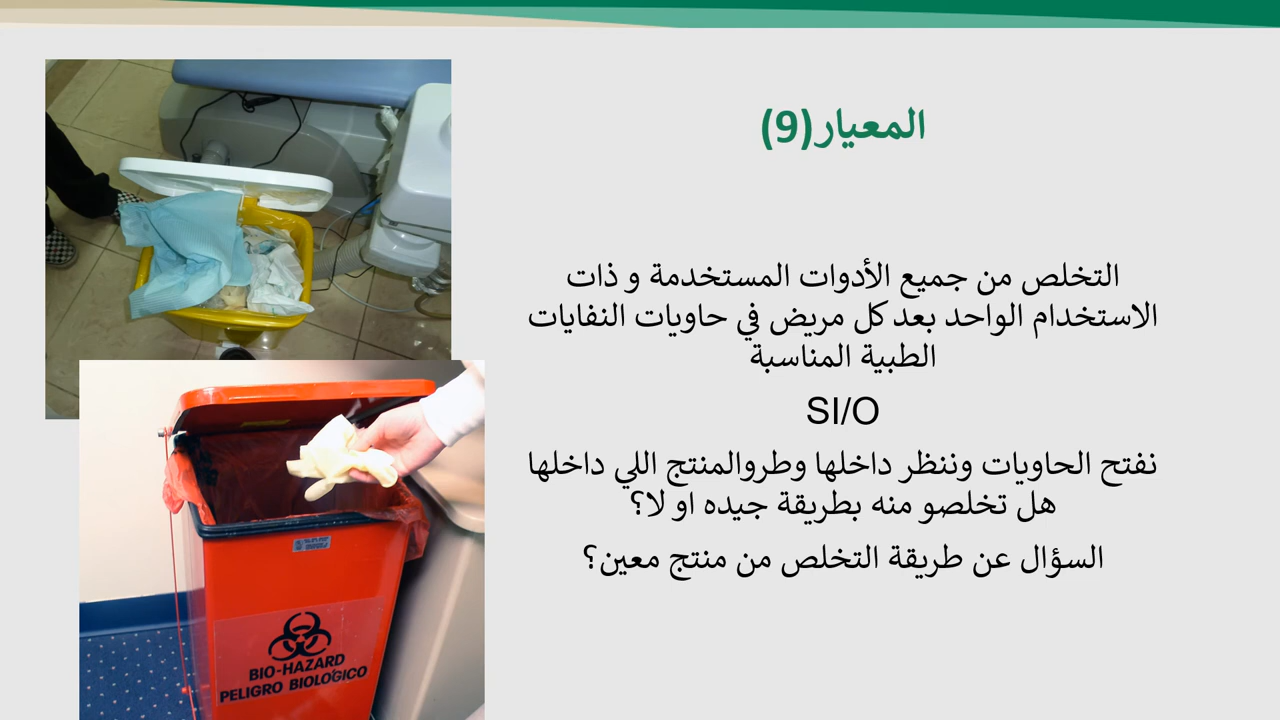 المعيار(9)
التخلص من جميع الأدوات المستخدمة و ذات
الاستخدام الواحد بعد كل مريض في حاويات النفايات
الطبية المناسبة
SI/O
نفتح الحاويات وننظر داخلها وطروالمنتج اللي داخلها
هل تخلصو منه بطريقة جيده او لا؟
السؤال عن طريقة التخلص من منتج معين؟
BIO-HAZARD
PELIGRO BIOLOGICO